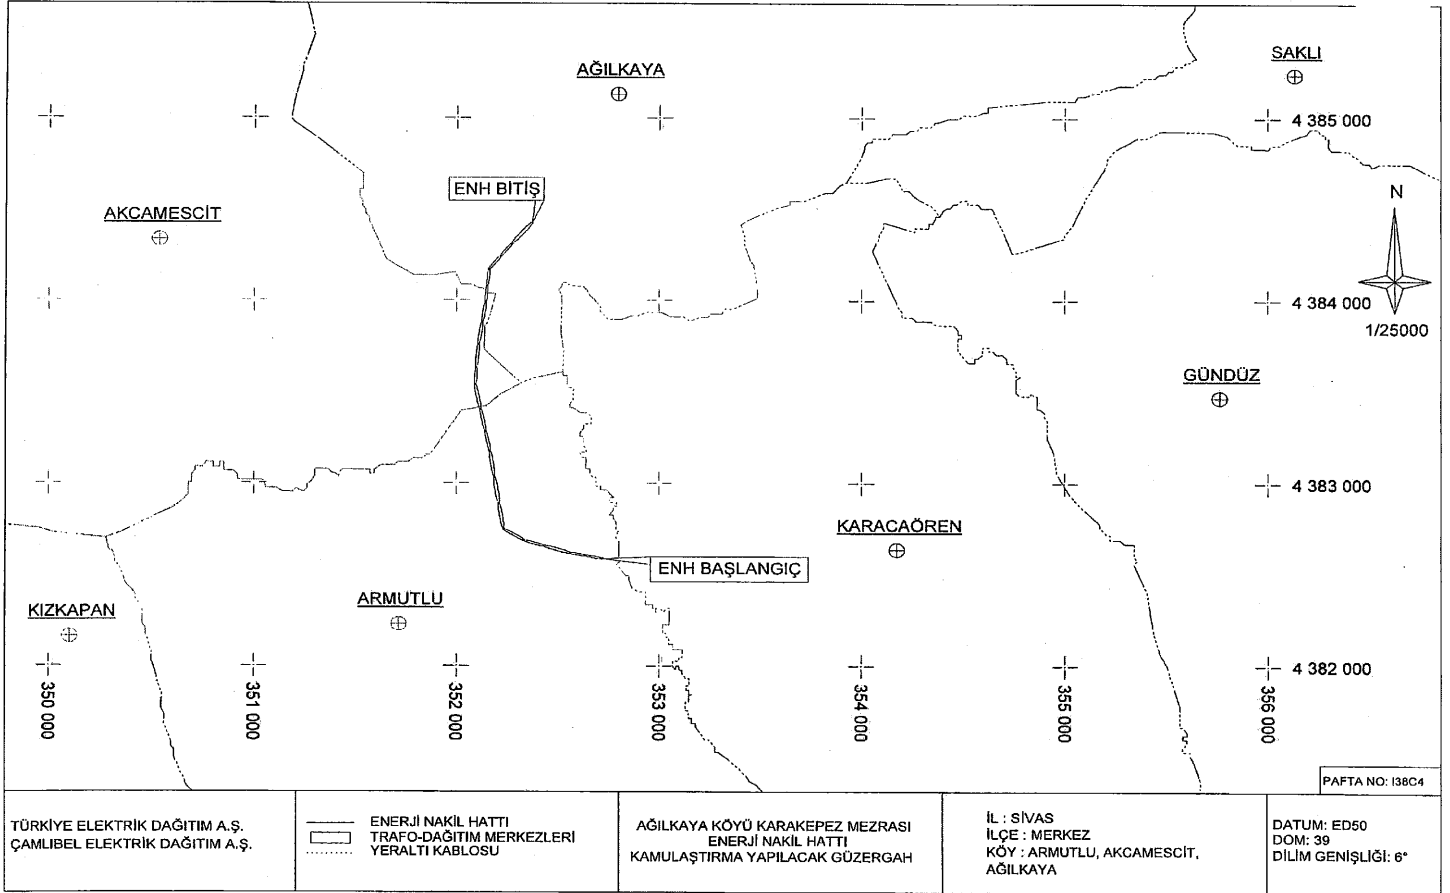 SAKLI
AĞILKAYA
4 385 000
ENH BİTİŞ
N
AKCAMESCİT
4 384 000
1/25000
GÜNDÜZ
4 383 000
KARACAÖREN
ENH BAŞLANGIÇ
ARMUTLU
KIZKAPAN
4 382 000
350 000
351 000
352 000
353 000
354 000
355 000
356 000
PAFTA NO: I38C4
TÜRKİYE ELEKTRİK DAĞITIM A.Ş.
ÇAMLIBEL ELEKTRİK DAĞITIM A.Ş.
ENERJİ NAKİL HATTI
TRAFO-DAĞITIM MERKEZLERİ
YERALTI KABLOSU
AĞILKAYA KÖYÜ KARAKEPEZ MEZRASI
ENERJİ NAKİL HATTI
KAMULAŞTIRMA YAPILACAK GÜZERGAH
İL : SİVAS
İLÇE : MERKEZ
KÖY : ARMUTLU, AKCAMESCİT,
AĞILKAYA
DATUM: ED50
DOM: 39
DİLİM GENİŞLİĞİ: 6°